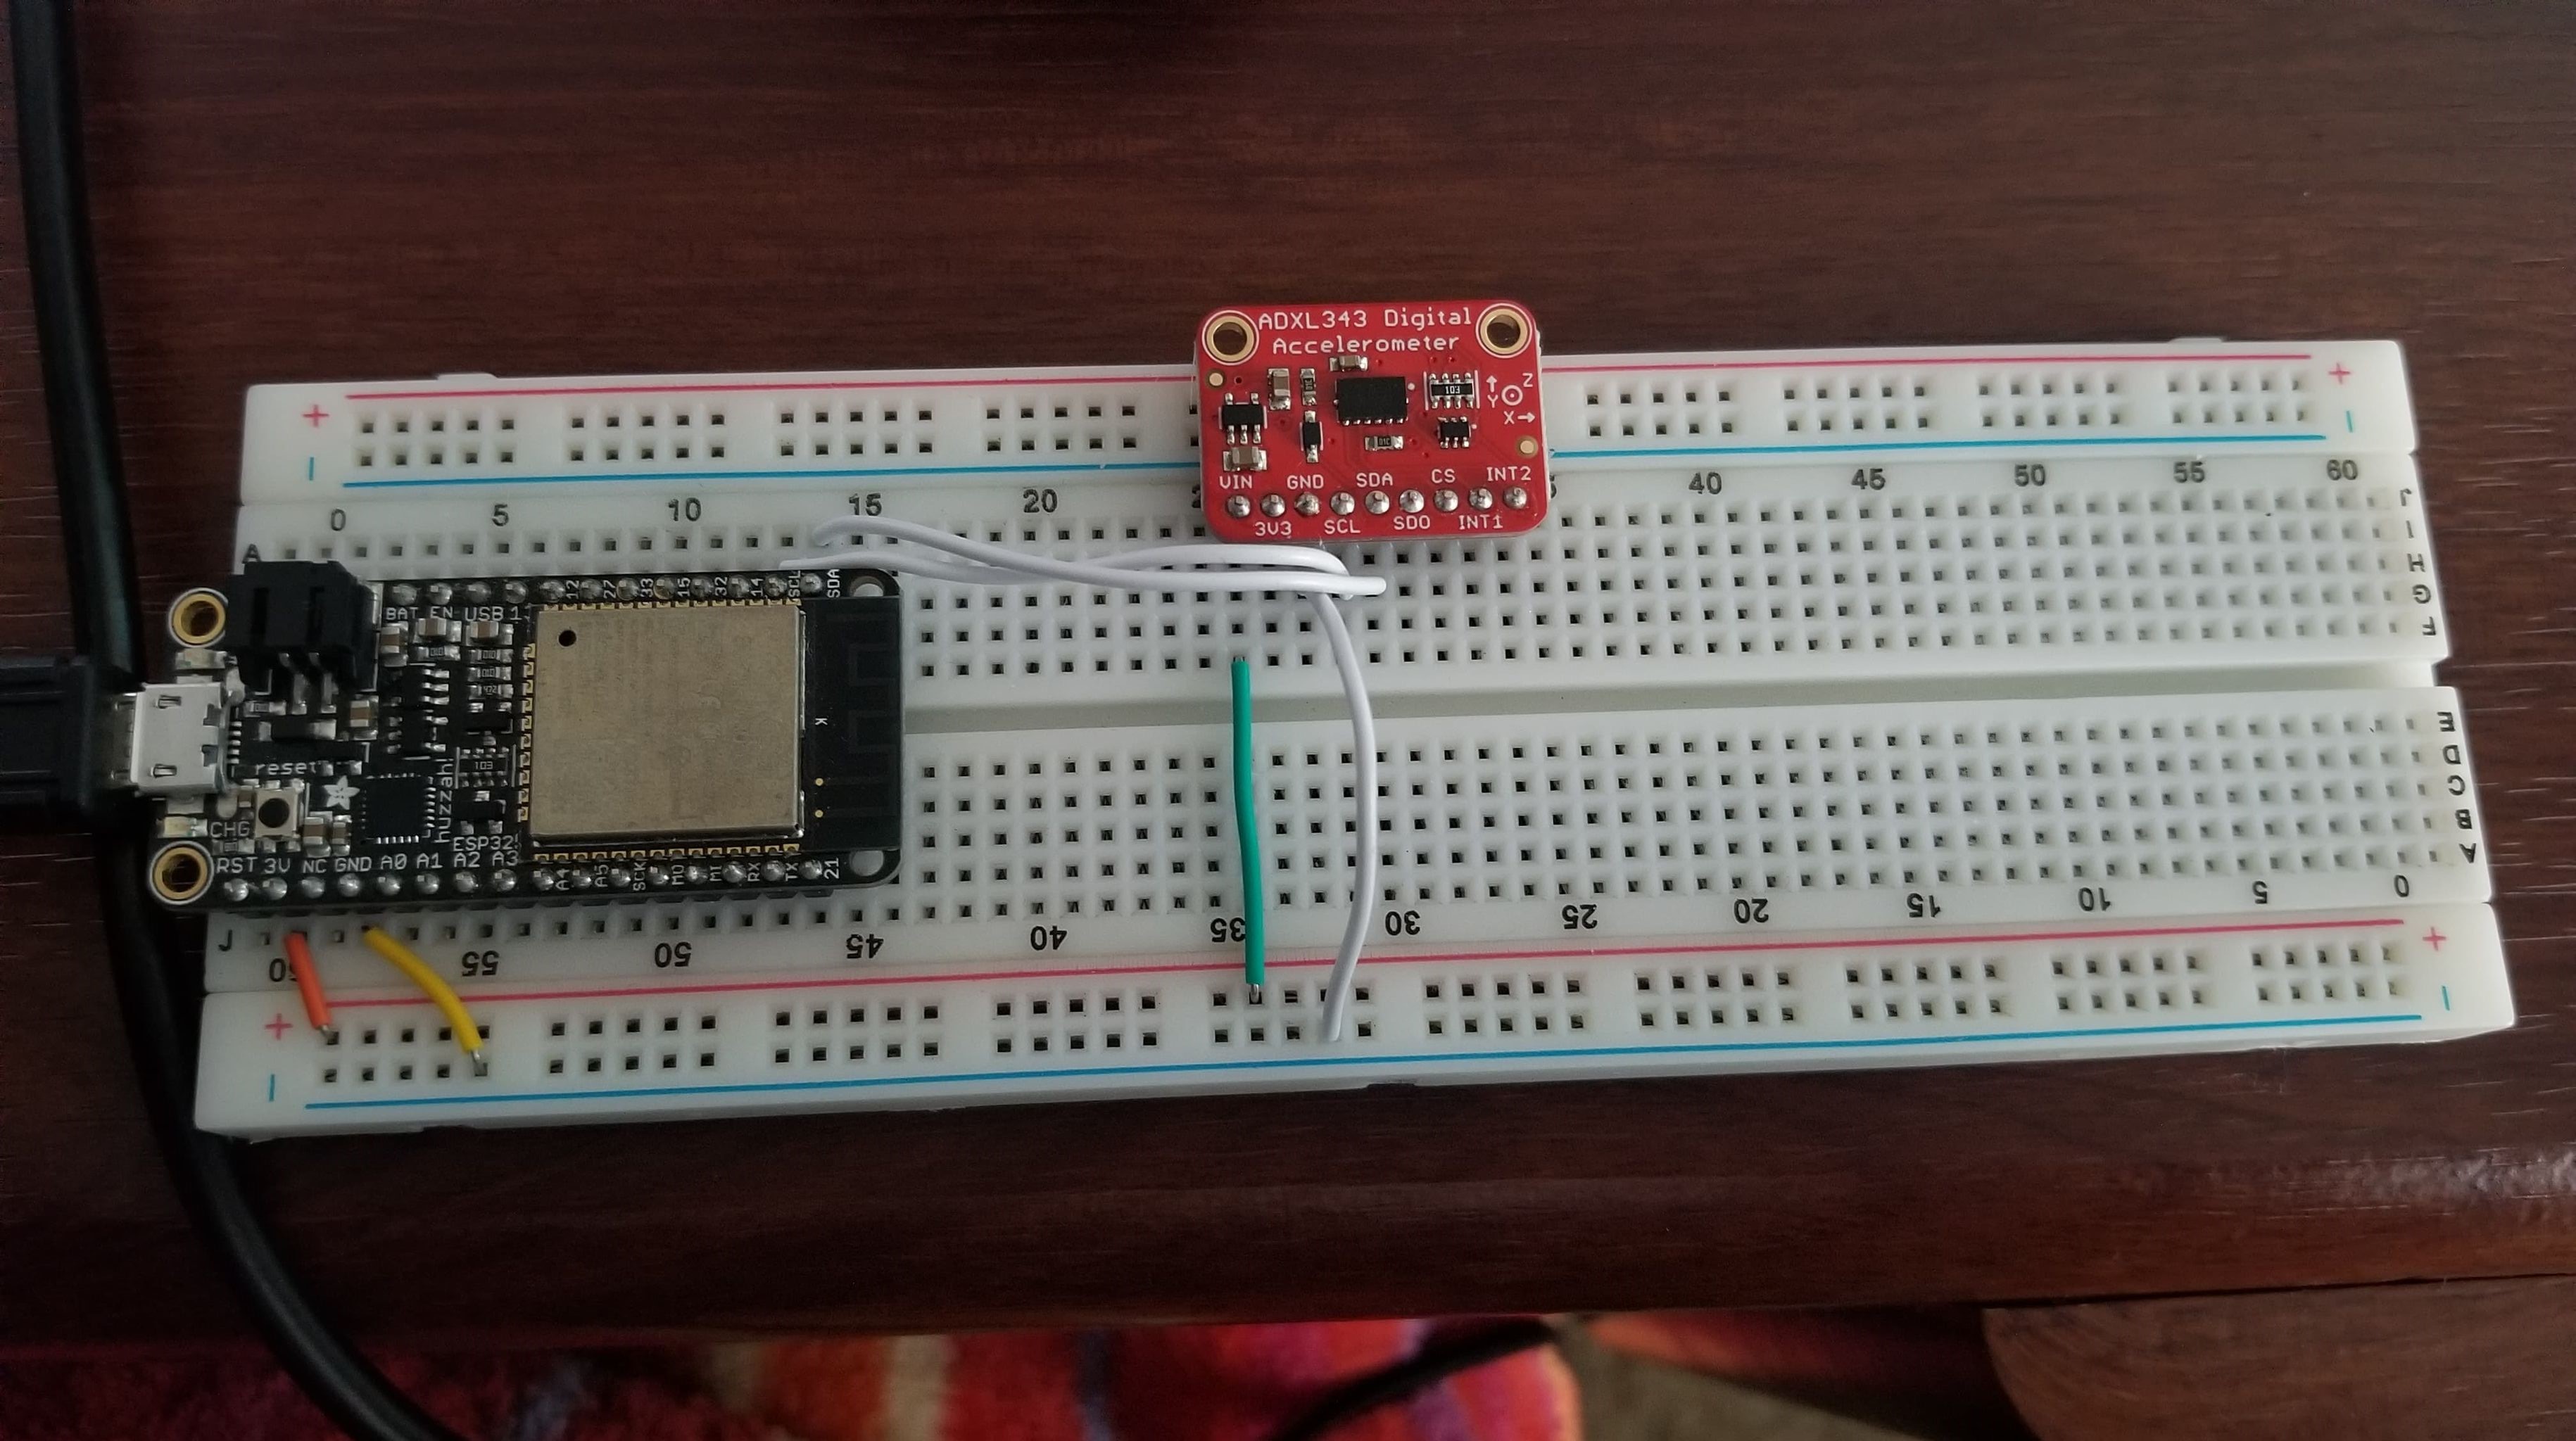 ADXL343 Digital
Accelerometer
Z
Y
X
VIN GND SDA CS INT2
3V3 SCL SDO INT1
+ +
0 5 10 15 20 40 45 50 55 60
A J
I
H
G
F
12 27 33 15 32 14 SCL SDA
BAT EN USB
reset
huzzah!
ESP32
103
CHG
RST 3V NC GND A0 A1 A2 A3 A4 A5 SCK MO MI RX TX 21
E
D
C
B
A
J
60 55 50 45 40 35 30 25 20 15 10 5 0
+ +